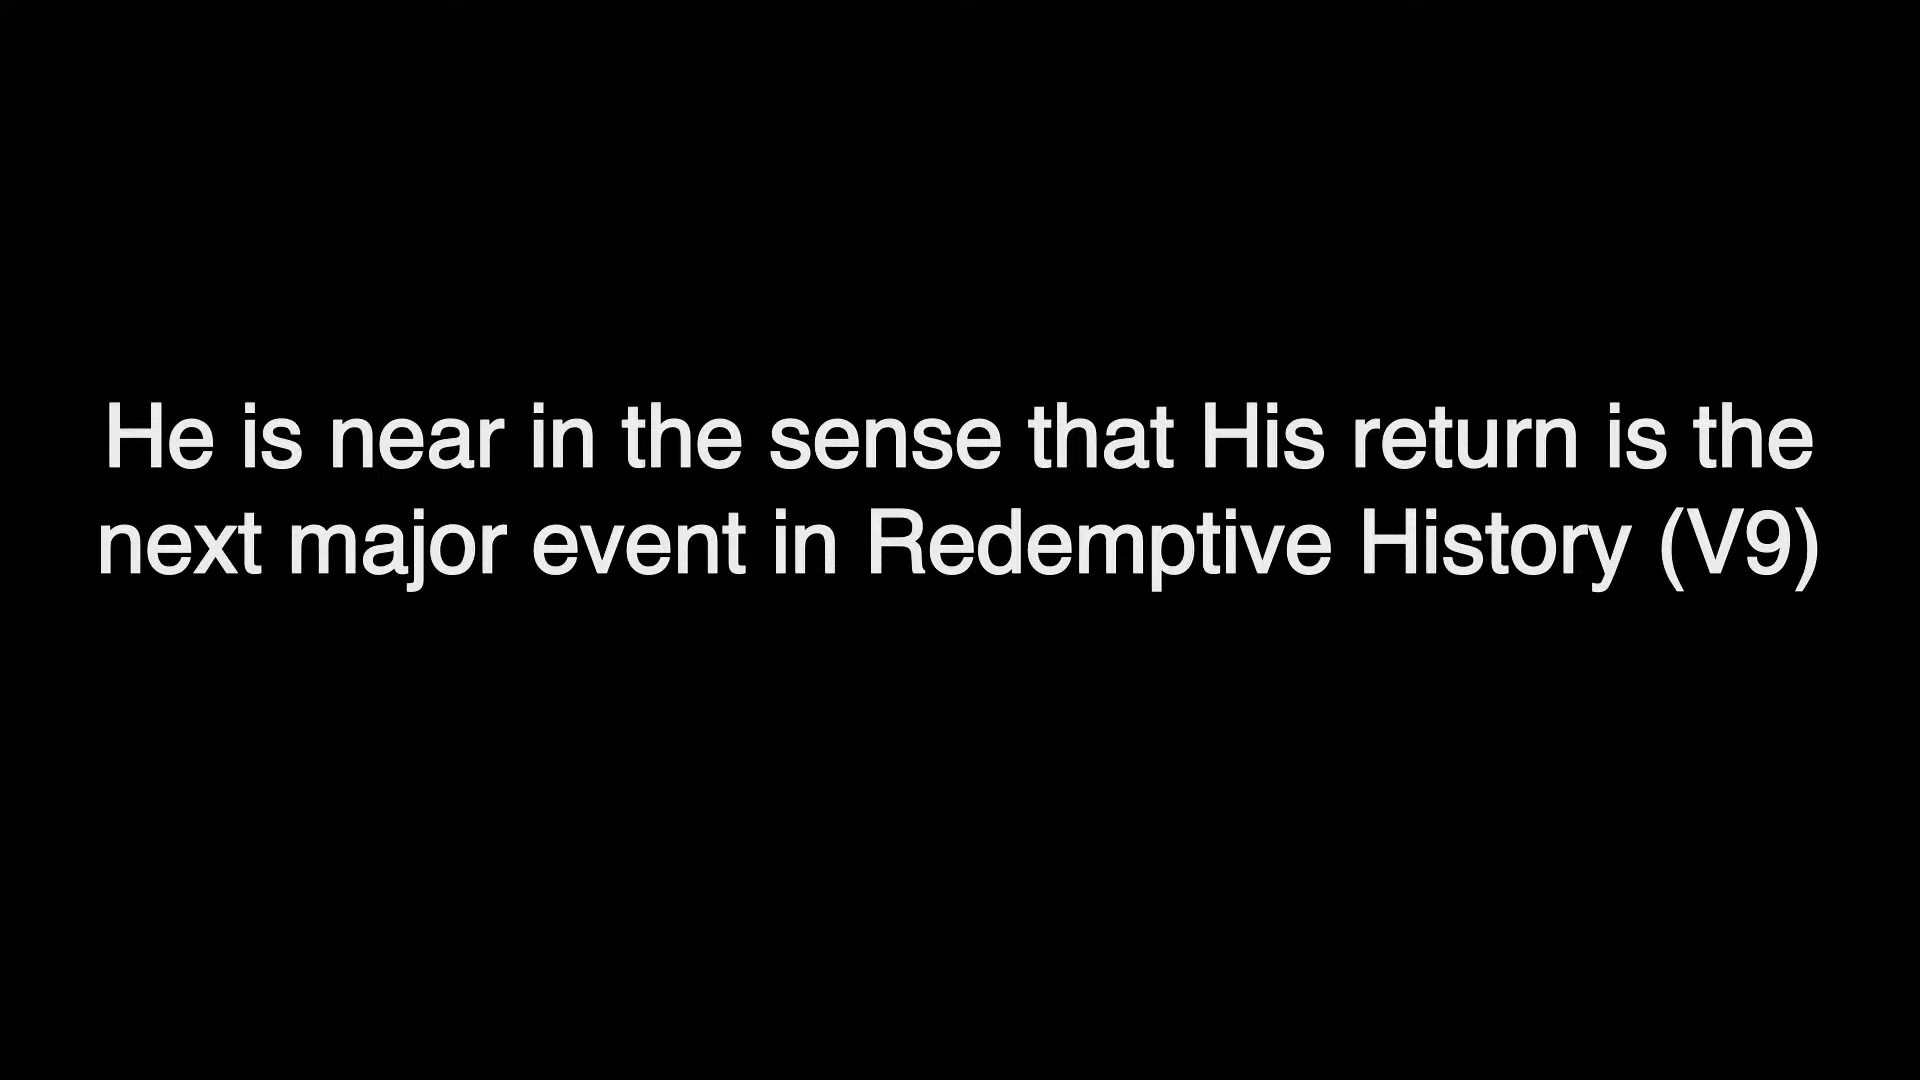 He is near in the sense that His return is the
next major event in Redemptive History (V9)